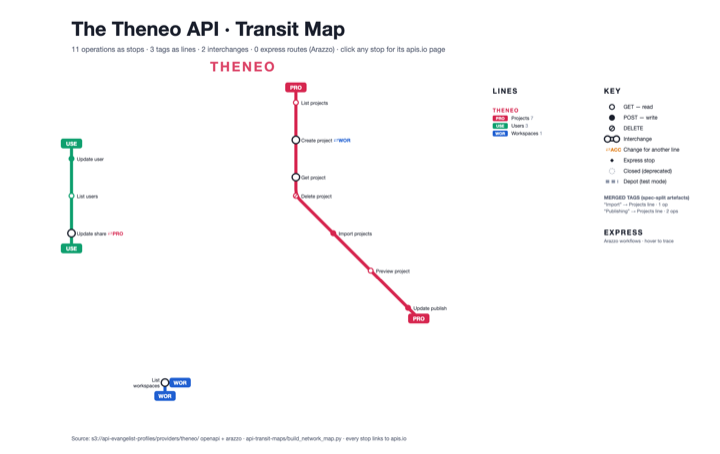 The Theneo API · Transit Map
11 operations as stops · 3 tags as lines · 2 interchanges · 0 express routes (Arazzo) · click any stop for its apis.io page
THENEO
PRO
List projects
Create project ⇄WOR
Get project
Delete project
Import projects
Preview project
Update publish
PRO
USE
Update user
List users
Update share ⇄PRO
USE
List
workspaces
WOR
WOR
LINES
THENEO
PRO Projects 7
USE Users 3
WOR Workspaces 1
KEY
GET — read
POST — write
DELETE
Interchange
⇄ACC Change for another line
Express stop
Closed (deprecated)
Depot (test mode)
MERGED TAGS (spec-split artefacts)
"Import" → Projects line · 1 op
"Publishing" → Projects line · 2 ops
EXPRESS
Arazzo workflows · hover to trace
Source: s3://api-evangelist-profiles/providers/theneo/ openapi + arazzo · api-transit-maps/build_network_map.py · every stop links to apis.io